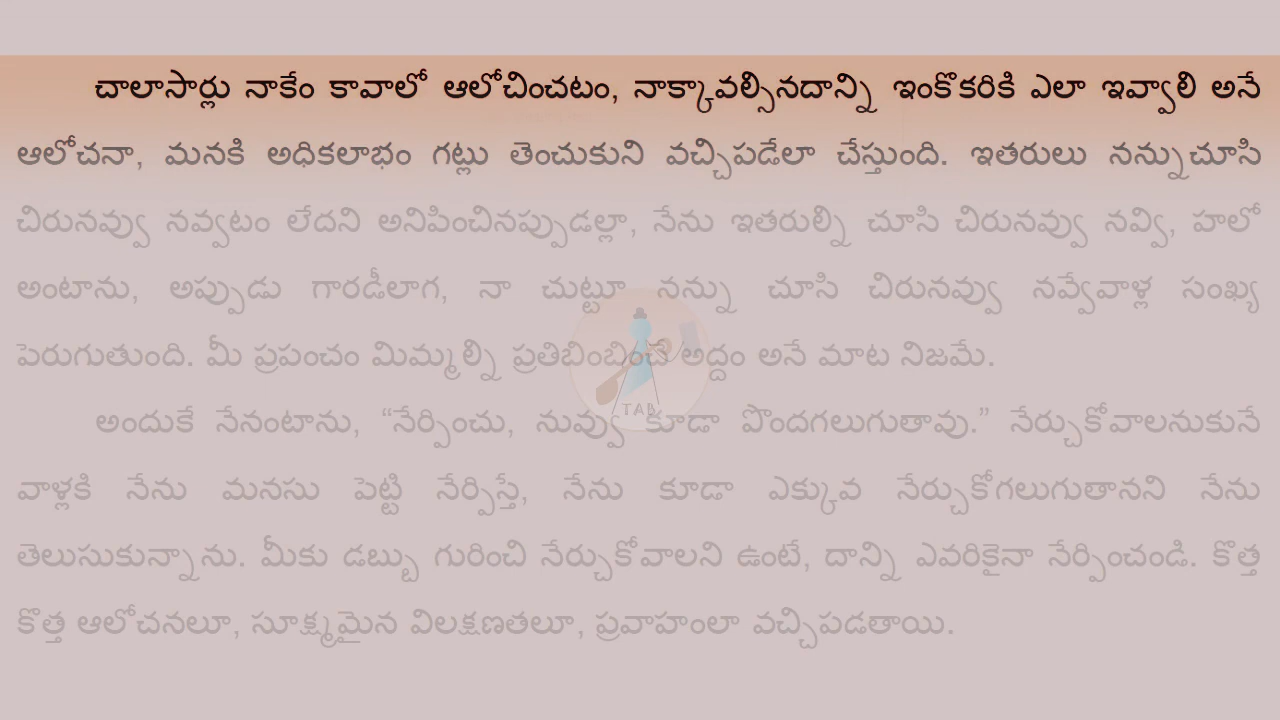 చాలాసార్లు నాకేం కావాలో ఆలోచించటం, నాక్కావల్సినదాన్ని ఇంకొకరికి ఎలా ఇవ్వాలి అనే
ఆలోచనా, మనకి అధికలాభం గట్లు తెంచుకుని వచ్చిపడేలా చేస్తుంది. ఇతరులు నన్నుచూసి
చిరునవ్వు నవ్వటం లేదని అనిపించినప్పుడల్లా, నేను ఇతరుల్ని చూసి చిరునవ్వు నవ్వి, హలో
అంటాను, అప్పుడు గారడీలాగ, నా చుట్టూ నన్ను చూసి చిరునవ్వు నవ్వేవాళ్ల సంఖ్య
పెరుగుతుంది. మీ ప్రపంచం మిమ్మల్ని ప్రతిబింబించే అద్దం అనే మాట నిజమే.
అందుకే నేనంటాను, “నేర్పించు, నువ్వు కూడా పొందగలుగుతావు.” నేర్చుకోవాలనుకునే
వాళ్లకి నేను మనసు పెట్టి నేర్పిస్తే, నేను కూడా ఎక్కువ నేర్చుకోగలుగుతానని నేను
తెలుసుకున్నాను. మీకు డబ్బు గురించి నేర్చుకోవాలని ఉంటే, దాన్ని ఎవరికైనా నేర్పించండి. కొత్త
కొత్త ఆలోచనలూ, సూక్ష్మమైన విలక్షణతలూ, ప్రవాహంలా వచ్చిపడతాయి.